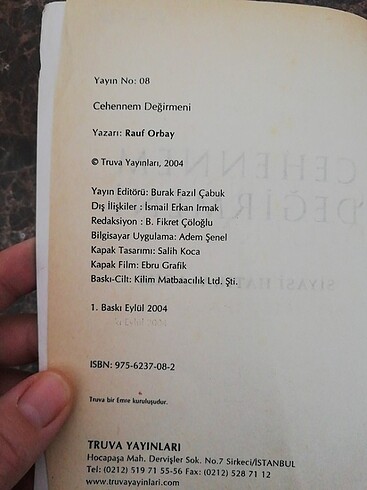 Yayın No: 08
Cehennem Değirmeni
Yazarı: Rauf Orbay
© Truva Yayınları, 2004
Yayın Editörü: Burak Fazıl Çabuk
Dış İlişkiler : İsmail Erkan Irmak
Redaksiyon : B. Fikret Çöloğlu
Bilgisayar Uygulama: Adem Şenel
Kapak Tasarımı: Salih Koca
Kapak Film: Ebru Grafik
Baskı-Cilt: Kilim Matbaacılık Ltd. Şti.
1. Baskı Eylül 2004
ISBN: 975-6237-08-2
Truva bir Emre kuruluşudur.
TRUVA YAYINLARI
Hocapaşa Mah. Dervişler Sok. No.7 Sirkeci/İSTANBUL
Tel: (0212) 519 71 55-56 Fax: (0212) 528 71 12
www.truvayayinlari.com